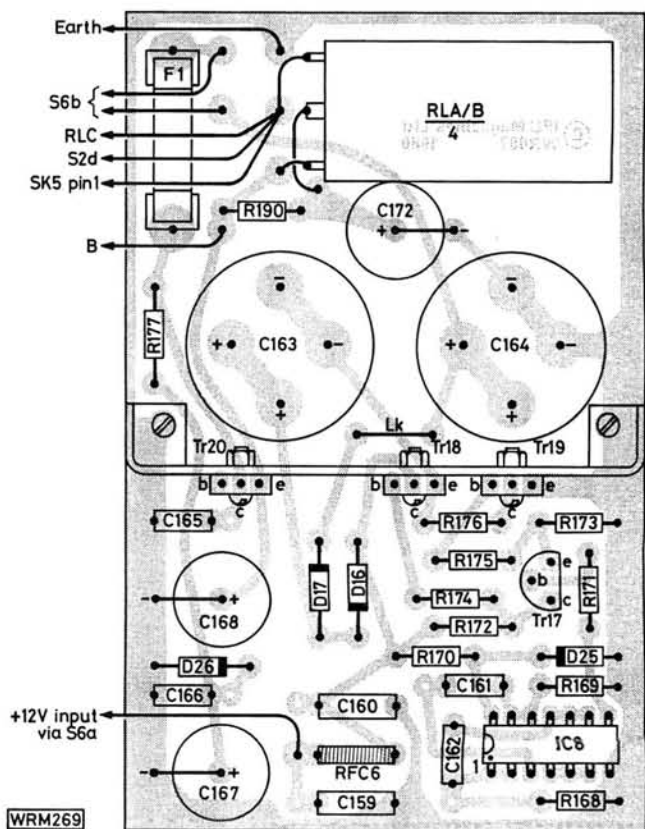 Earth
F1
S6b {
RLA/B
4
RLC
S2d
SK5 pin1
R190
C172
+ -
B
R177
- -
+ C163 - + C164 -
+ +
Lk
Tr20 Tr18 Tr19
b e b e b e
c c c
C165 R176 R173
R175 e
D17 D16 b R171
- + R174 c
C168 R172 Tr17
D26 R170 D25
C166 C161 R169
+12V input
via S6a
C160
C162 IC8
- + RFC6 1
C167
C159 R168
WRM269